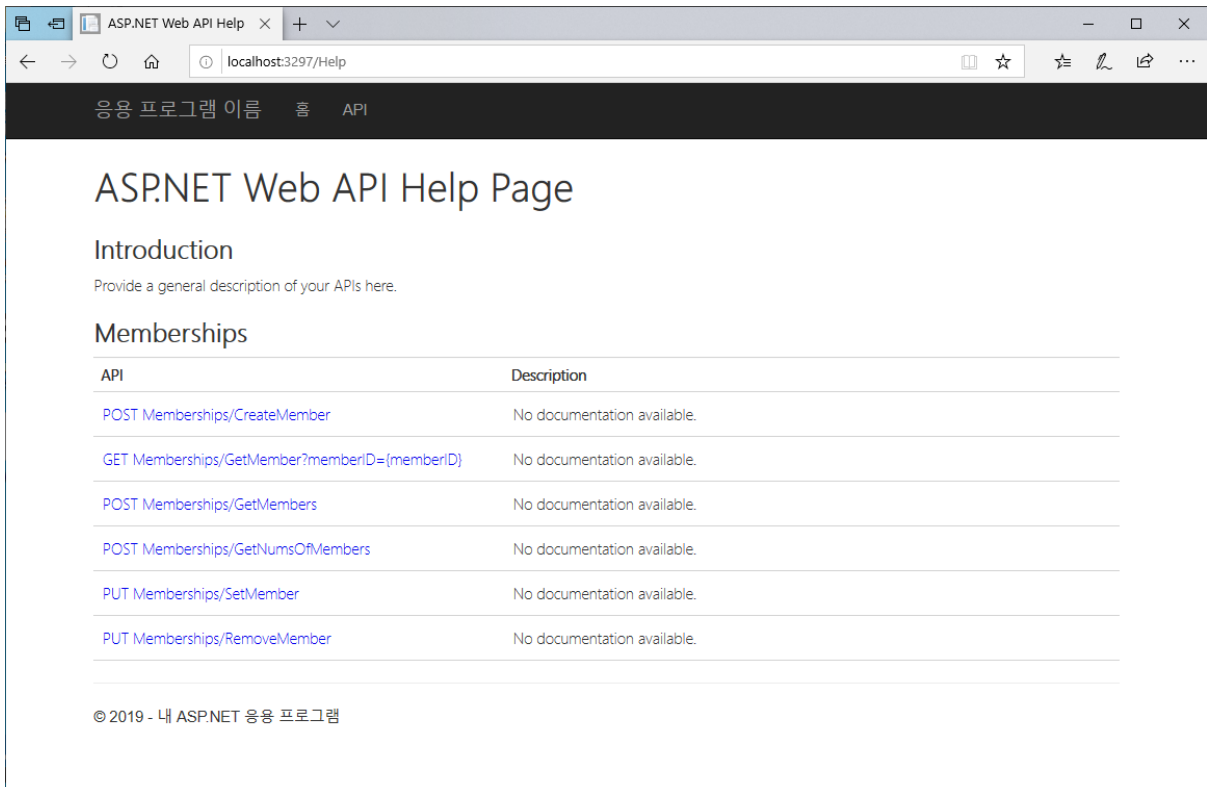 ASP.NET Web API Help
localhost:3297/Help
응용 프로그램 이름 홈 API
ASP.NET Web API Help Page
Introduction
Provide a general description of your APIs here.
Memberships
API Description
POST Memberships/CreateMember No documentation available.
GET Memberships/GetMember?memberID={memberID} No documentation available.
POST Memberships/GetMembers No documentation available.
POST Memberships/GetNumsOfMembers No documentation available.
PUT Memberships/SetMember No documentation available.
PUT Memberships/RemoveMember No documentation available.
© 2019 - 내 ASP.NET 응용 프로그램